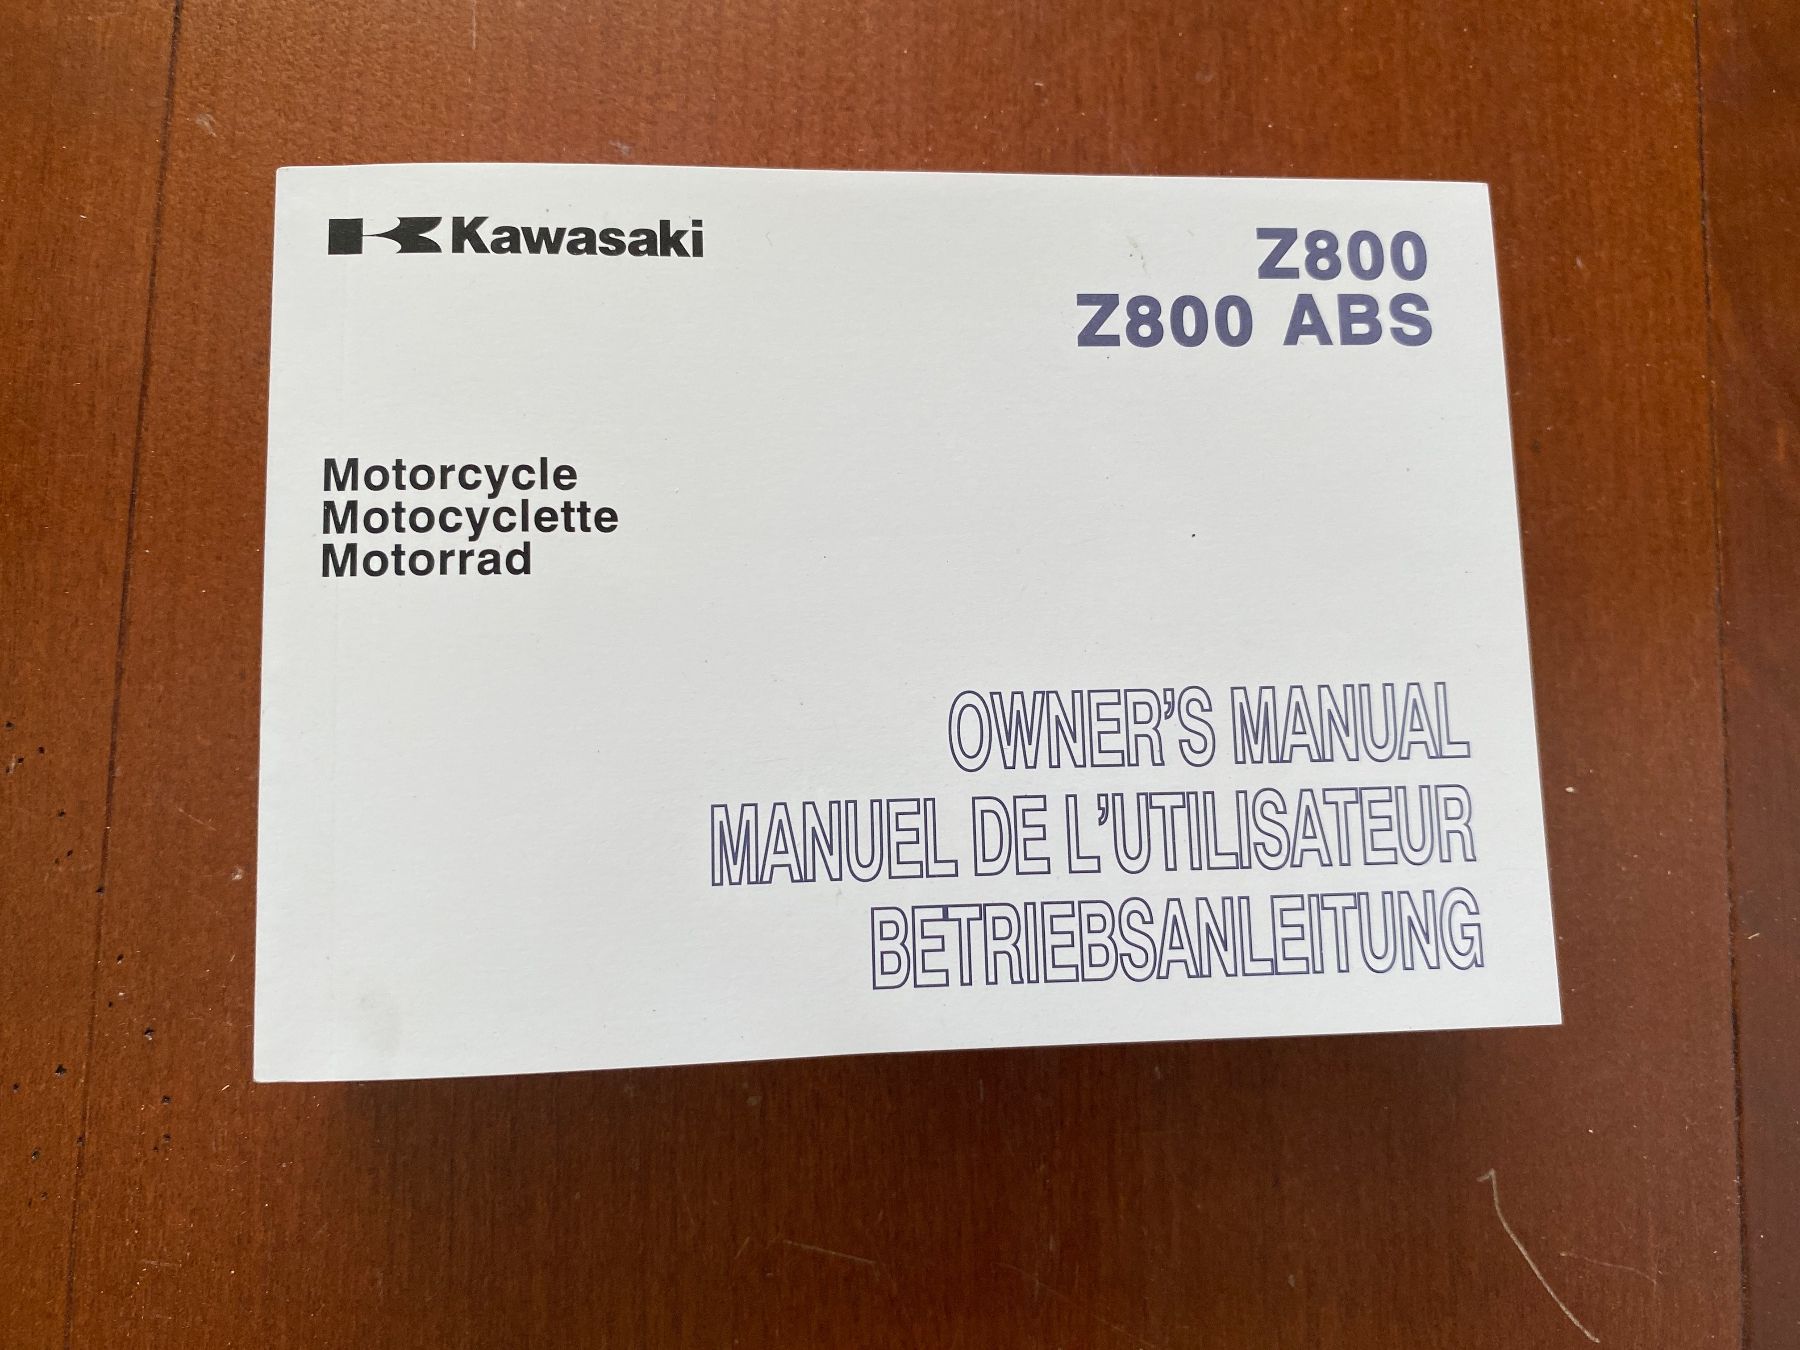 Kawasaki
Z800
Z800 ABS
Motorcycle
Motocyclette
Motorrad
OWNER'S MANUAL
MANUEL DE L'UTILISATEUR
BETRIEBSANLEITUNG